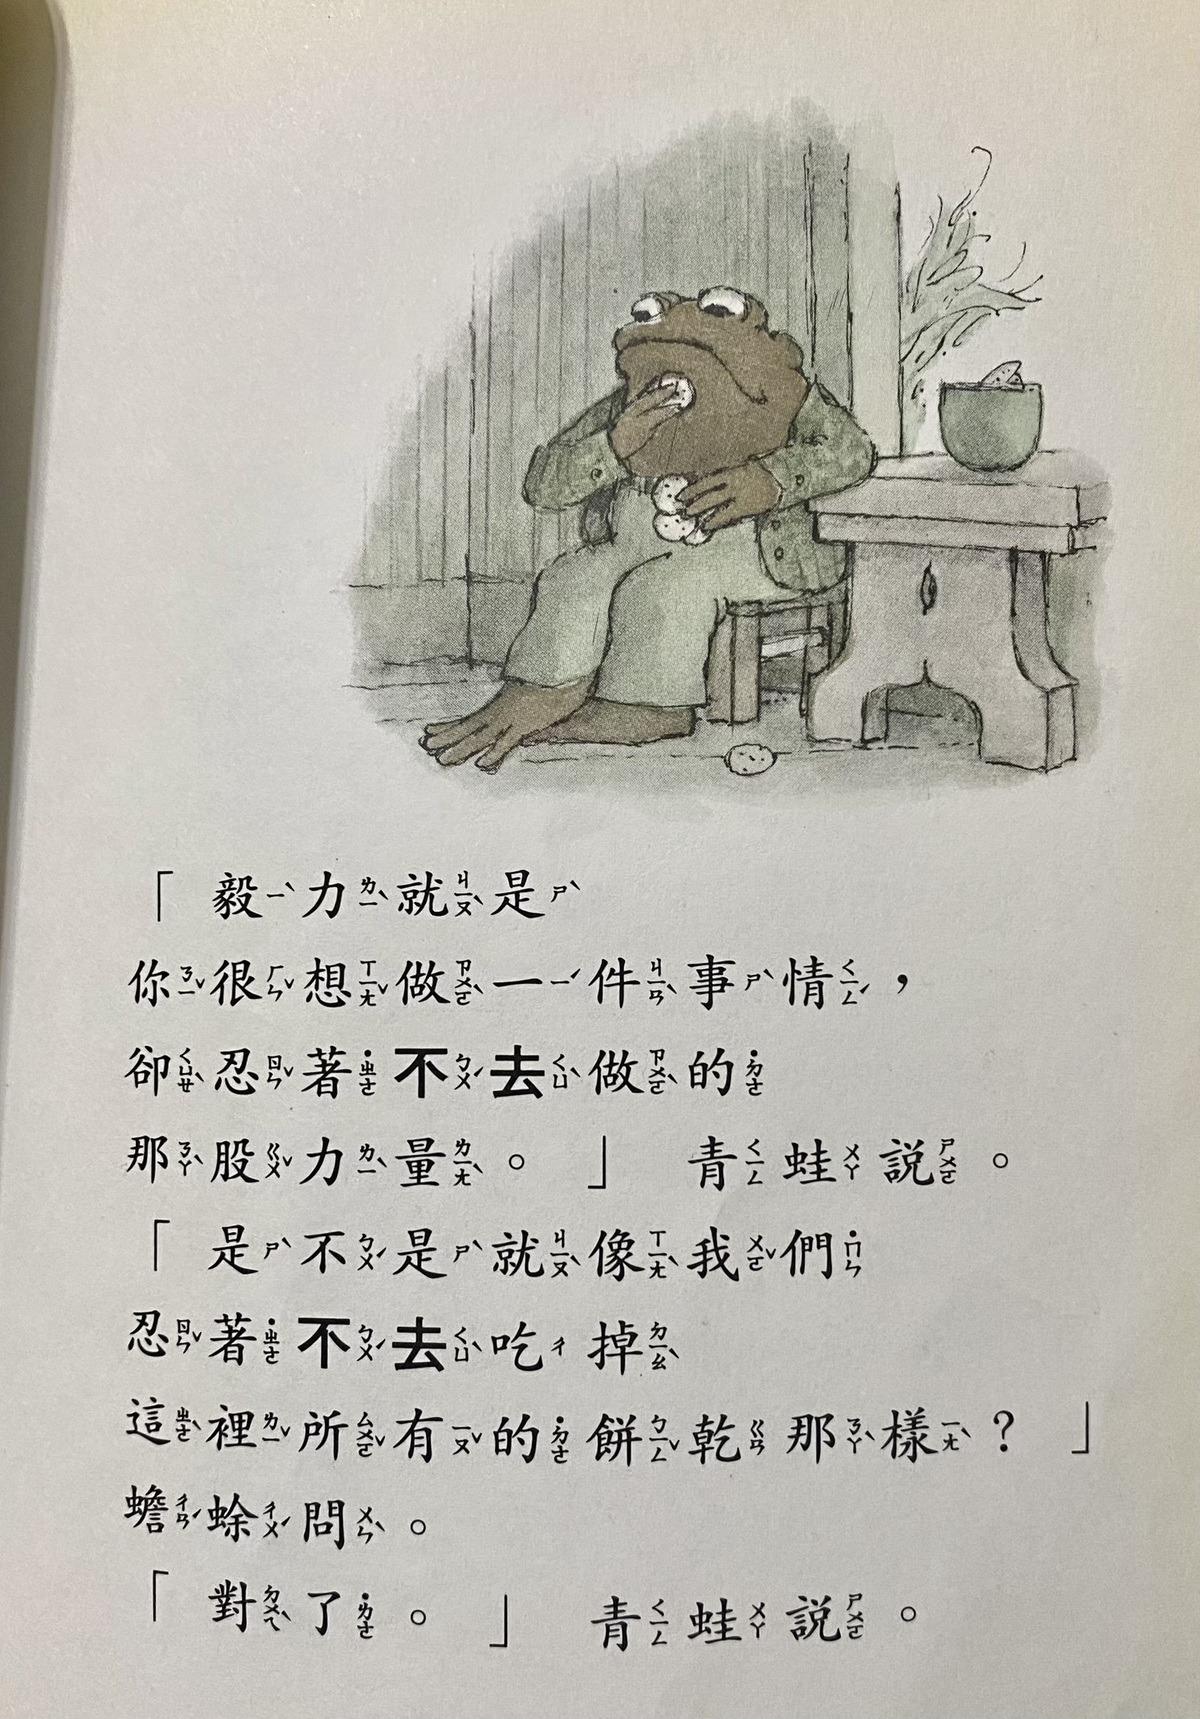 「毅力就是
你很想做一件事情，
卻忍著不去做的
那股力量。」 青蛙說。
「是不是就像我們
忍著不去吃掉
這裡所有的餅乾那樣？」
蟾蜍問。
「對了。」 青蛙說。